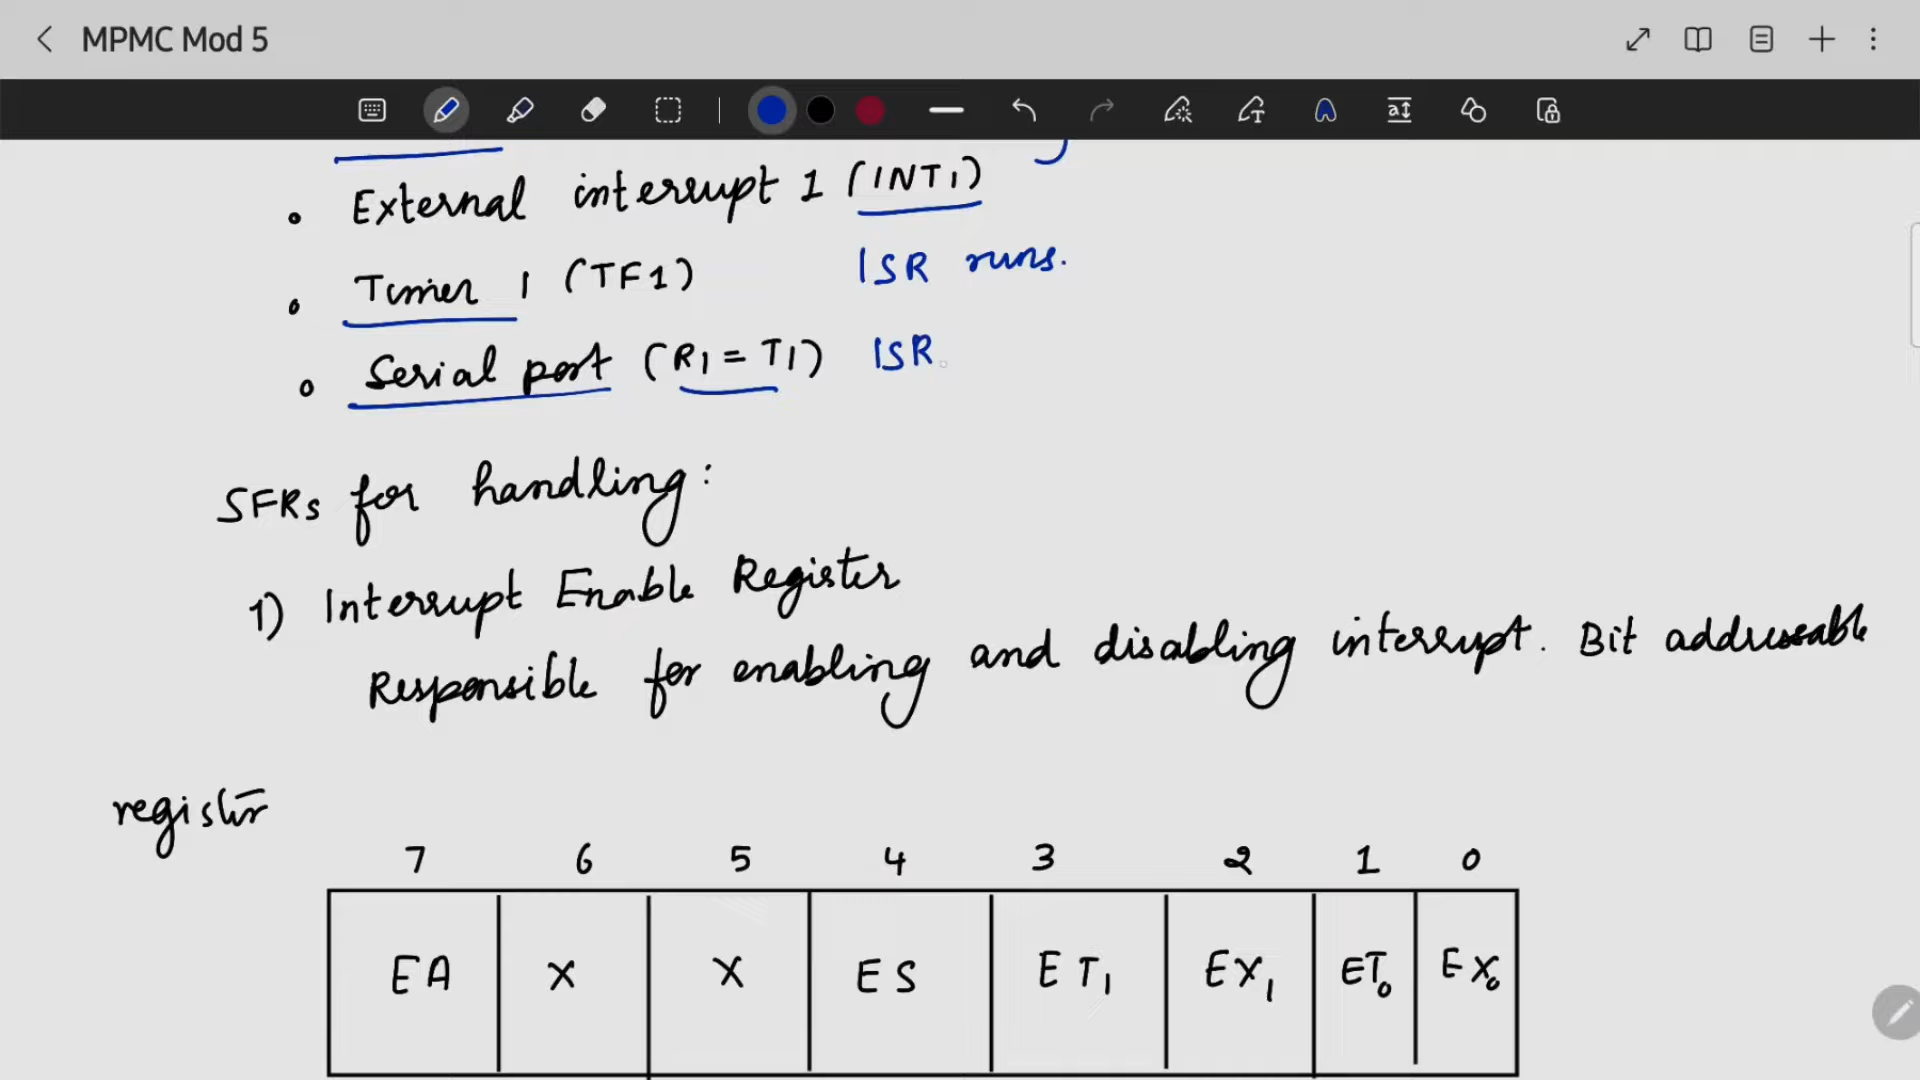 MPMC Mod 5
• External interrupt 1 (INT1)
• Timer 1 (TF1) ISR runs.
• Serial port (R1 = T1) ISR
SFRs for handling:
1) Interrupt Enable Register
Responsible for enabling and disabling interrupt. Bit addressable
register
7 6 5 4 3 2 1 0
EA X X ES ET1 EX1 ET0 EX0